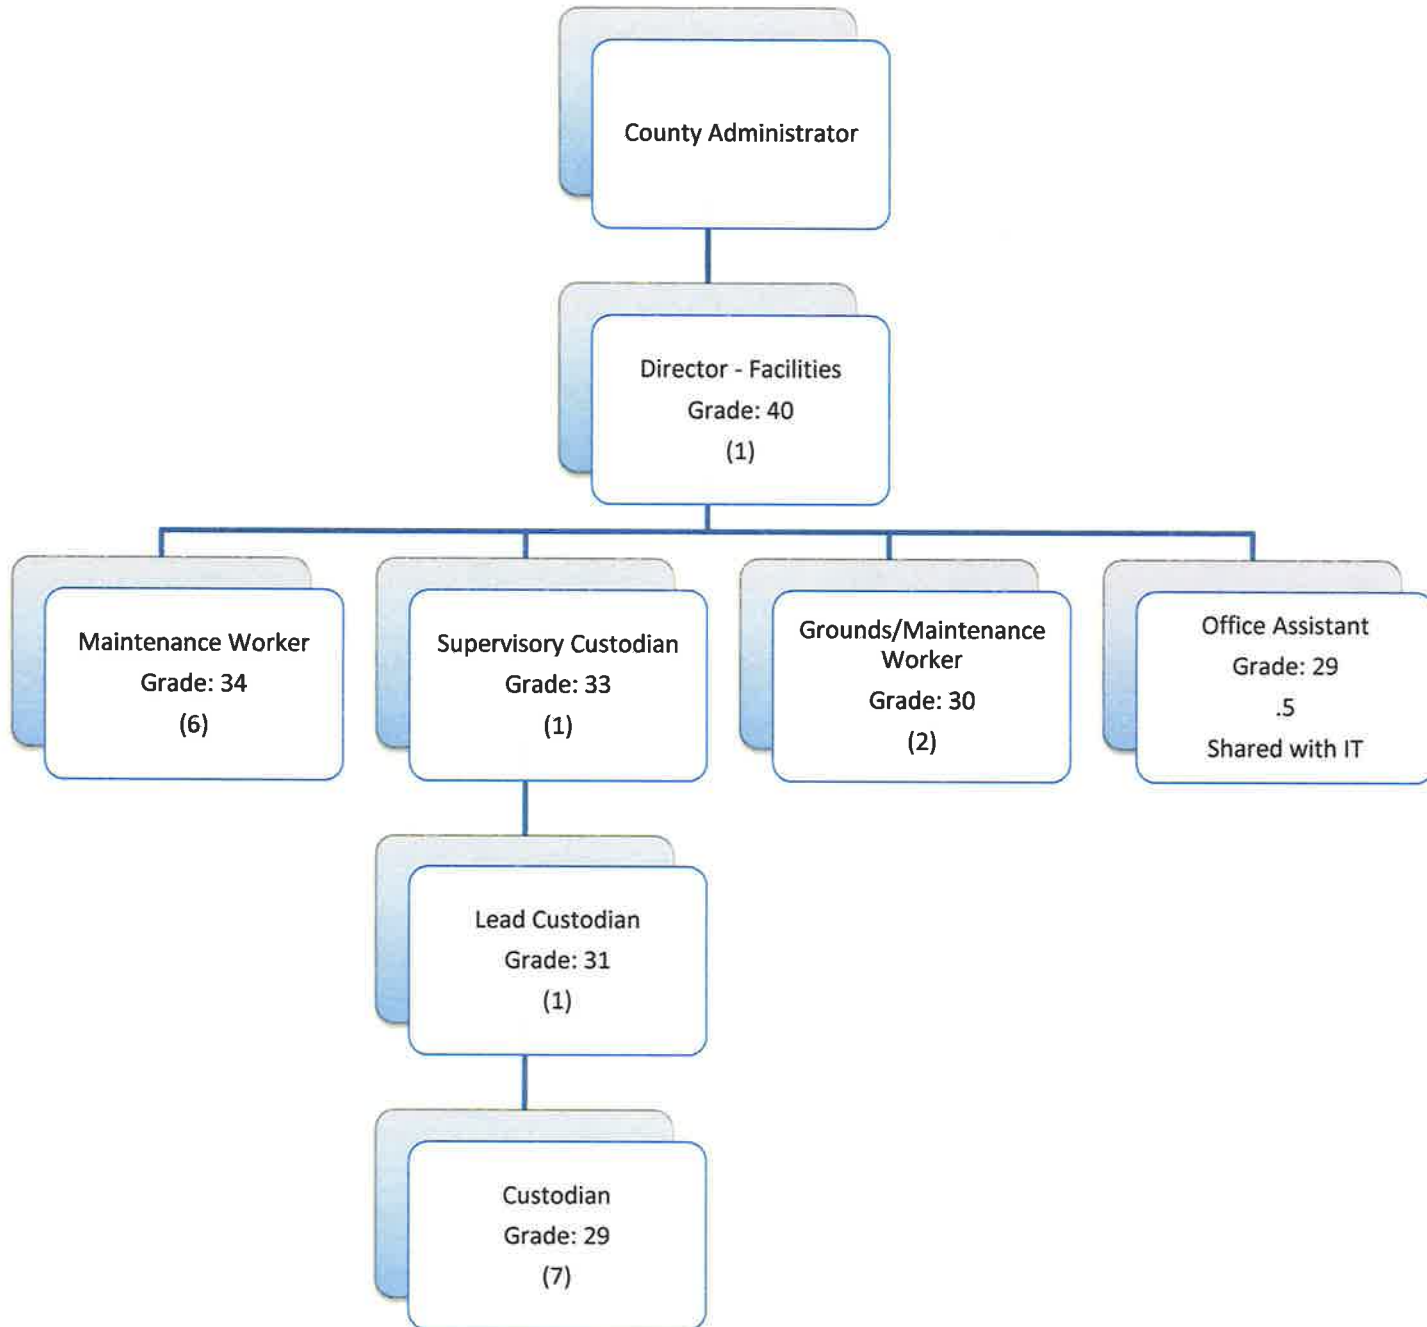 County Administrator
Director - Facilities
Grade: 40
(1)
Maintenance Worker
Grade: 34
(6)
Supervisory Custodian
Grade: 33
(1)
Grounds/Maintenance
Worker
Grade: 30
(2)
Office Assistant
Grade: 29
.5
Shared with IT
Lead Custodian
Grade: 31
(1)
Custodian
Grade: 29
(7)